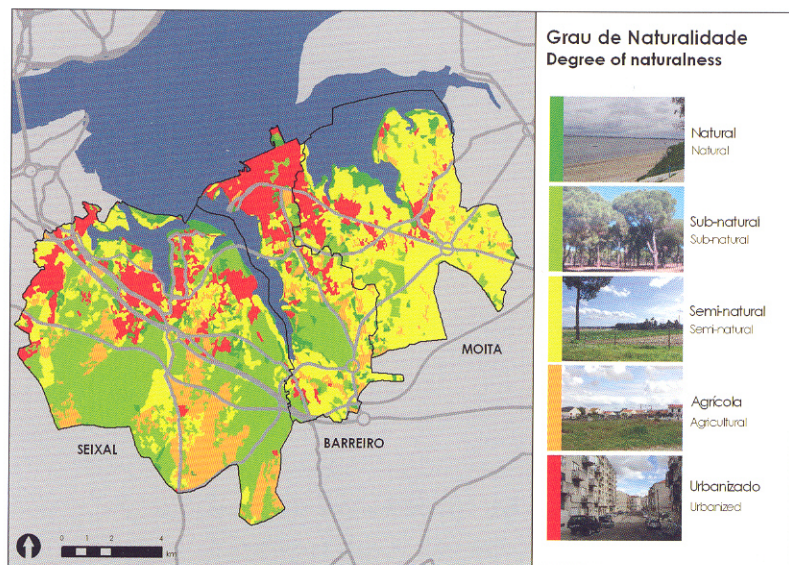 Grau de Naturalidade
Degree of naturalness
Natural
Natural
Sub-natural
Sub-natural
Semi-natural
Semi-natural
Agrícola
Agricultural
Urbanizado
Urbanized
MOITA
BARREIRO
SEIXAL
0 1 2 4
km